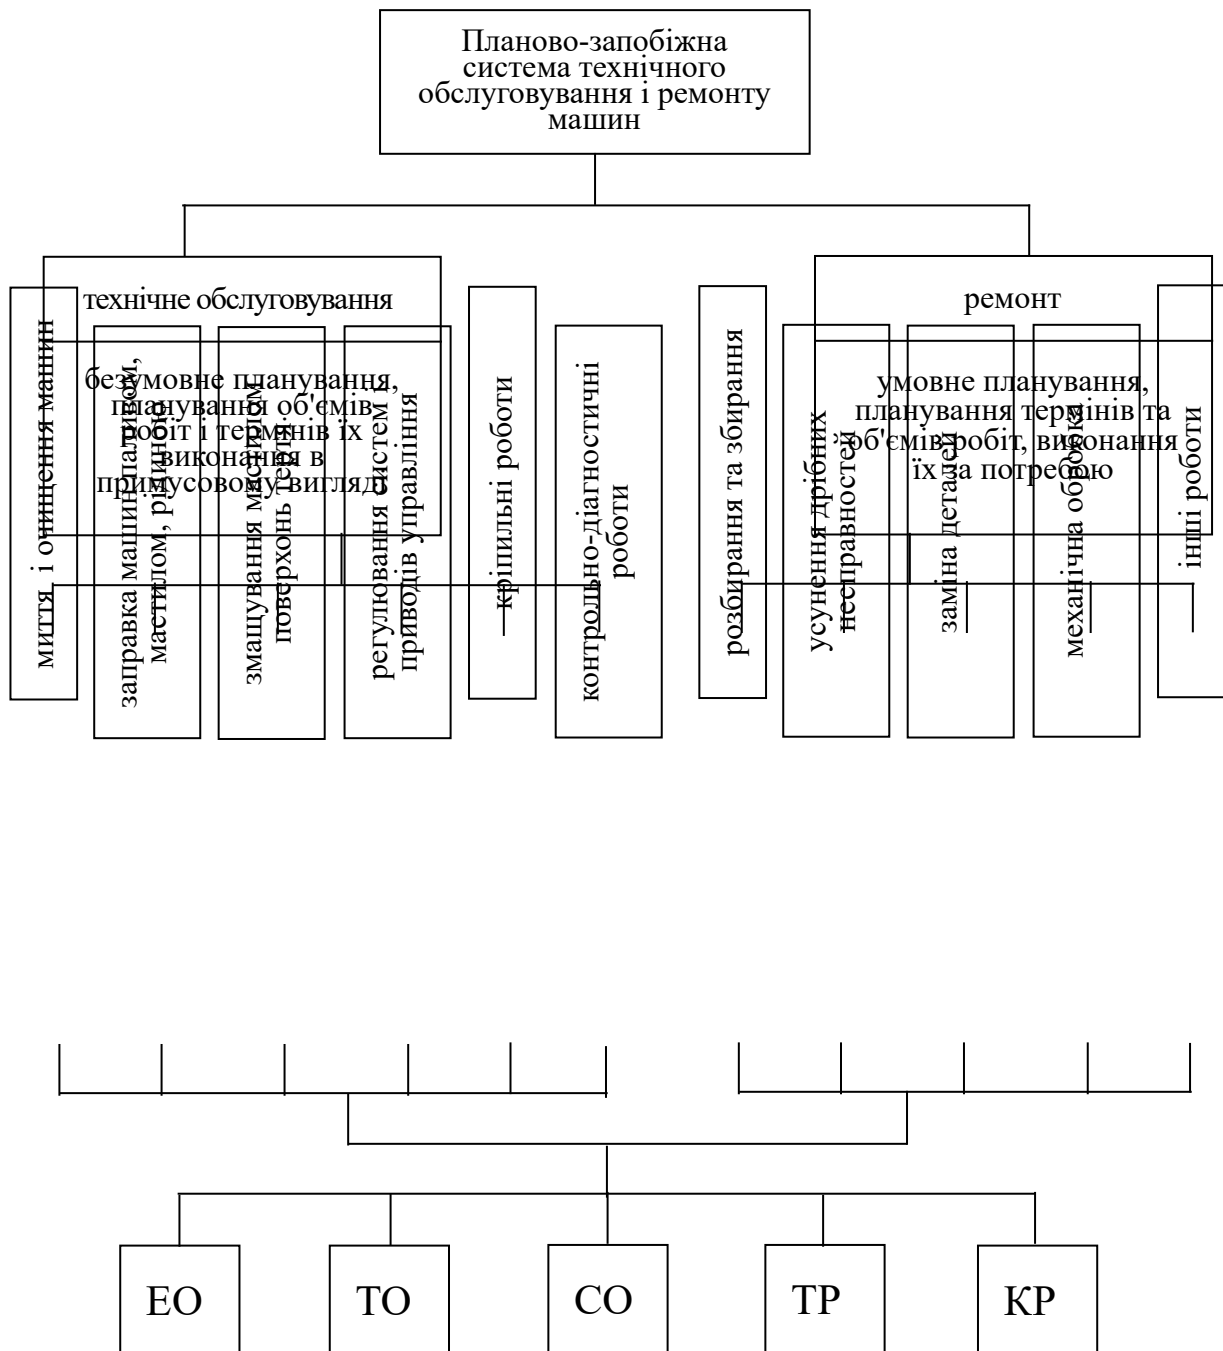 Планово-запобіжна
система технічного
обслуговування і ремонту
машин
технічне обслуговування
ремонт
безумовне планування,
планування об'ємів
робіт і термінів їх
виконання в
примусовому вигляді
умовне планування,
планування термінів та
об'ємів робіт, виконання
їх за потребою
миття і очищення машин
заправка машин паливом,
мастилом, рідиною
змащування мастилом
поверхонь тертя
регулювання систем і
приводів управління
кріпильні роботи
контрольно-діагностичні
роботи
розбирання та збирання
усунення дрібних
несправностей
заміна деталей
механічна обробка
інші роботи
ЕО
ТО
СО
ТР
КР